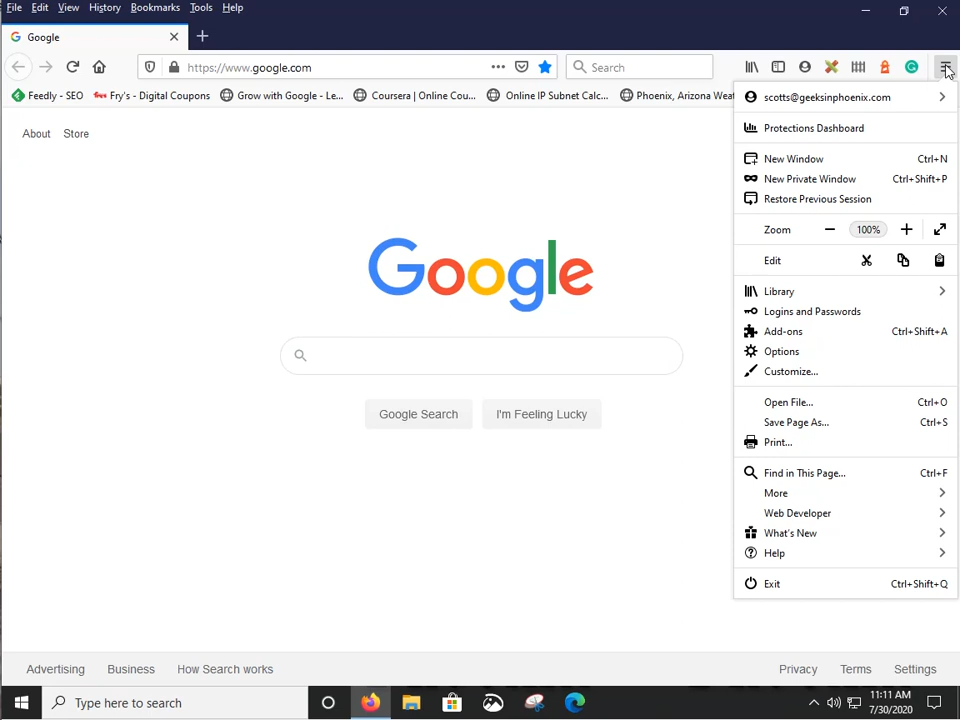 File Edit View History Bookmarks Tools Help
Google
https://www.google.com
Search
Feedly - SEO Fry's - Digital Coupons Grow with Google - Le... Coursera | Online Cou... Online IP Subnet Calc... Phoenix, Arizona Weat
About Store
Google
Google Search I'm Feeling Lucky
scotts@geeksinphoenix.com
Protections Dashboard
New Window Ctrl+N
New Private Window Ctrl+Shift+P
Restore Previous Session
Zoom 100%
Edit
Library
Logins and Passwords
Add-ons Ctrl+Shift+A
Options
Customize...
Open File... Ctrl+O
Save Page As... Ctrl+S
Print...
Find in This Page... Ctrl+F
More
Web Developer
What's New
Help
Exit Ctrl+Shift+Q
Advertising Business How Search works Privacy Terms Settings
Type here to search
11:11 AM
7/30/2020